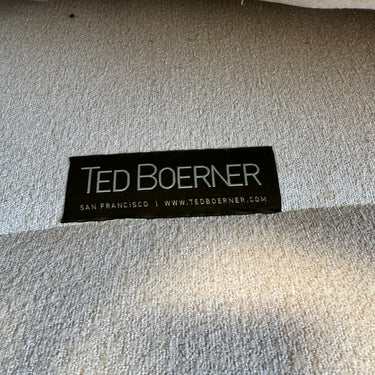 TED BOERNER
SAN FRANCISCO | WWW.TEDBOERNER.COM